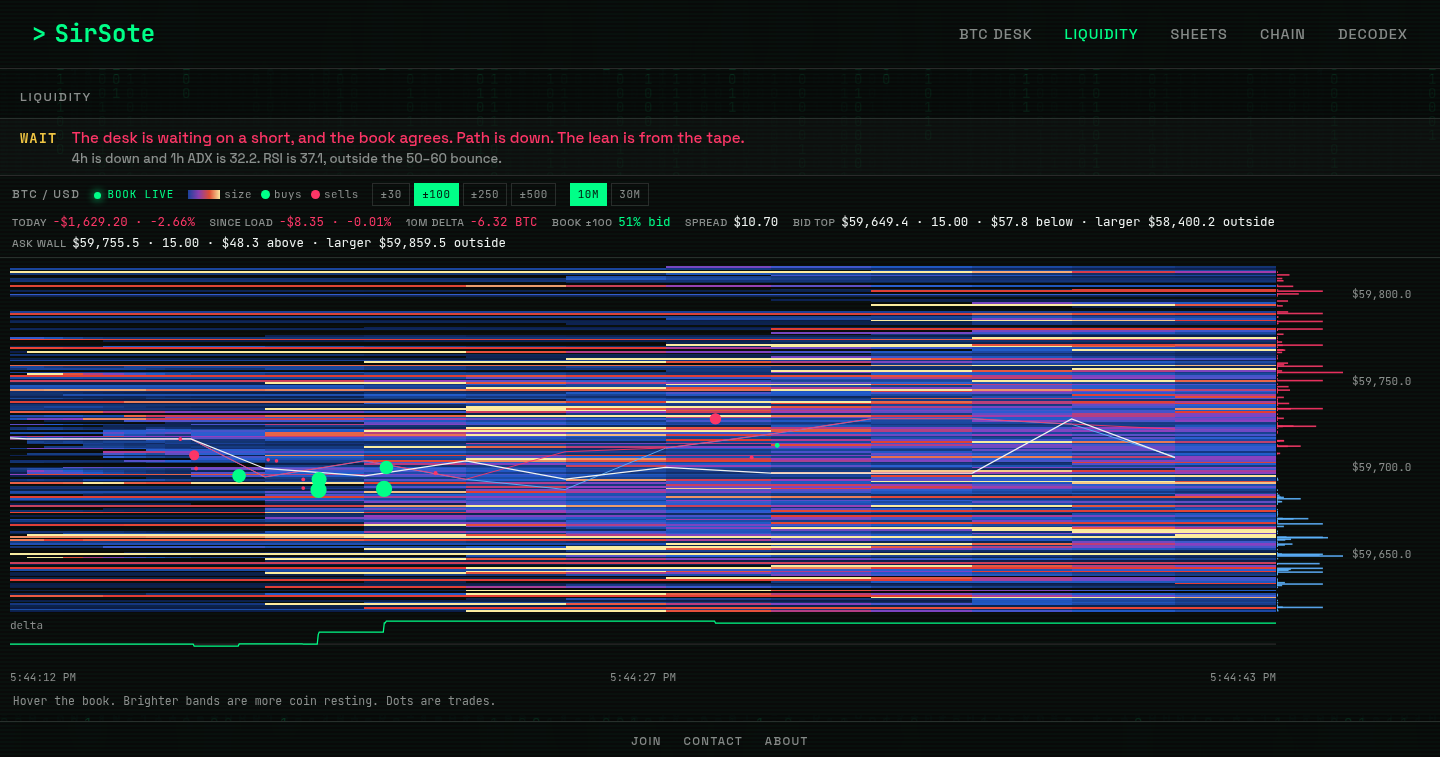 > SirSote
BTC DESK LIQUIDITY SHEETS CHAIN DECODEX
LIQUIDITY
WAIT The desk is waiting on a short, and the book agrees. Path is down. The lean is from the tape.
4h is down and 1h ADX is 32.2. RSI is 37.1, outside the 50–60 bounce.
BTC / USD BOOK LIVE size buys sells ±30 ±100 ±250 ±500 10M 30M
TODAY -$1,629.20 · -2.66% SINCE LOAD -$8.35 · -0.01% 10M DELTA -6.32 BTC BOOK ±100 51% bid SPREAD $10.70 BID TOP $59,649.4 · 15.00 · $57.8 below · larger $58,400.2 outside
ASK WALL $59,755.5 · 15.00 · $48.3 above · larger $59,859.5 outside
$59,800.0
$59,750.0
$59,700.0
$59,650.0
delta
5:44:12 PM 5:44:27 PM 5:44:43 PM
Hover the book. Brighter bands are more coin resting. Dots are trades.
JOIN CONTACT ABOUT